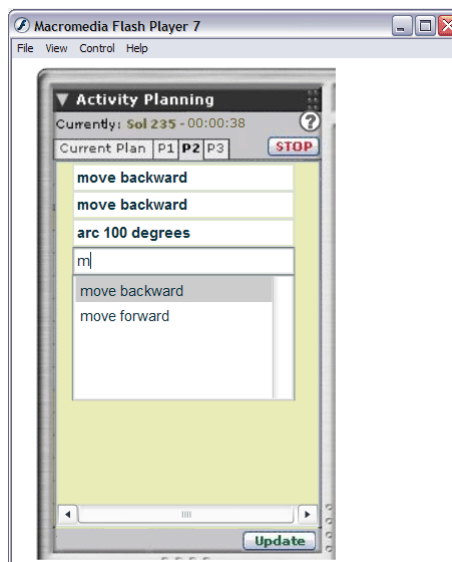 Macromedia Flash Player 7
File View Control Help
Activity Planning
Currently: Sol 235 - 00:00:38 ?
Current Plan P1 P2 P3 STOP
move backward
move backward
arc 100 degrees
m
move backward
move forward
Update